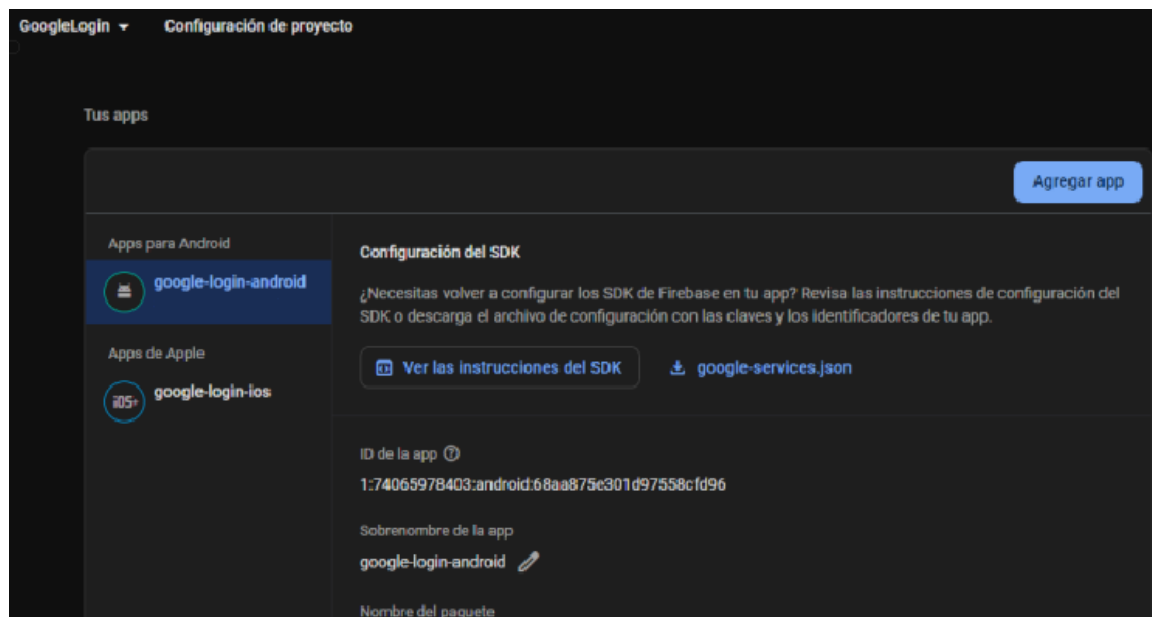 GoogleLogin Configuración de proyecto
Tus apps
Agregar app
Apps para Android
google-login-android
Apps de Apple
iOS+
google-login-ios
Configuración del SDK
¿Necesitas volver a configurar los SDK de Firebase en tu app? Revisa las instrucciones de configuración del
SDK o descarga el archivo de configuración con las claves y los identificadores de tu app.
Ver las instrucciones del SDK google-services.json
ID de la app
1:74065978403:android:68aa875e301d97558cfd96
Sobrenombre de la app
google-login-android
Nombre del paquete